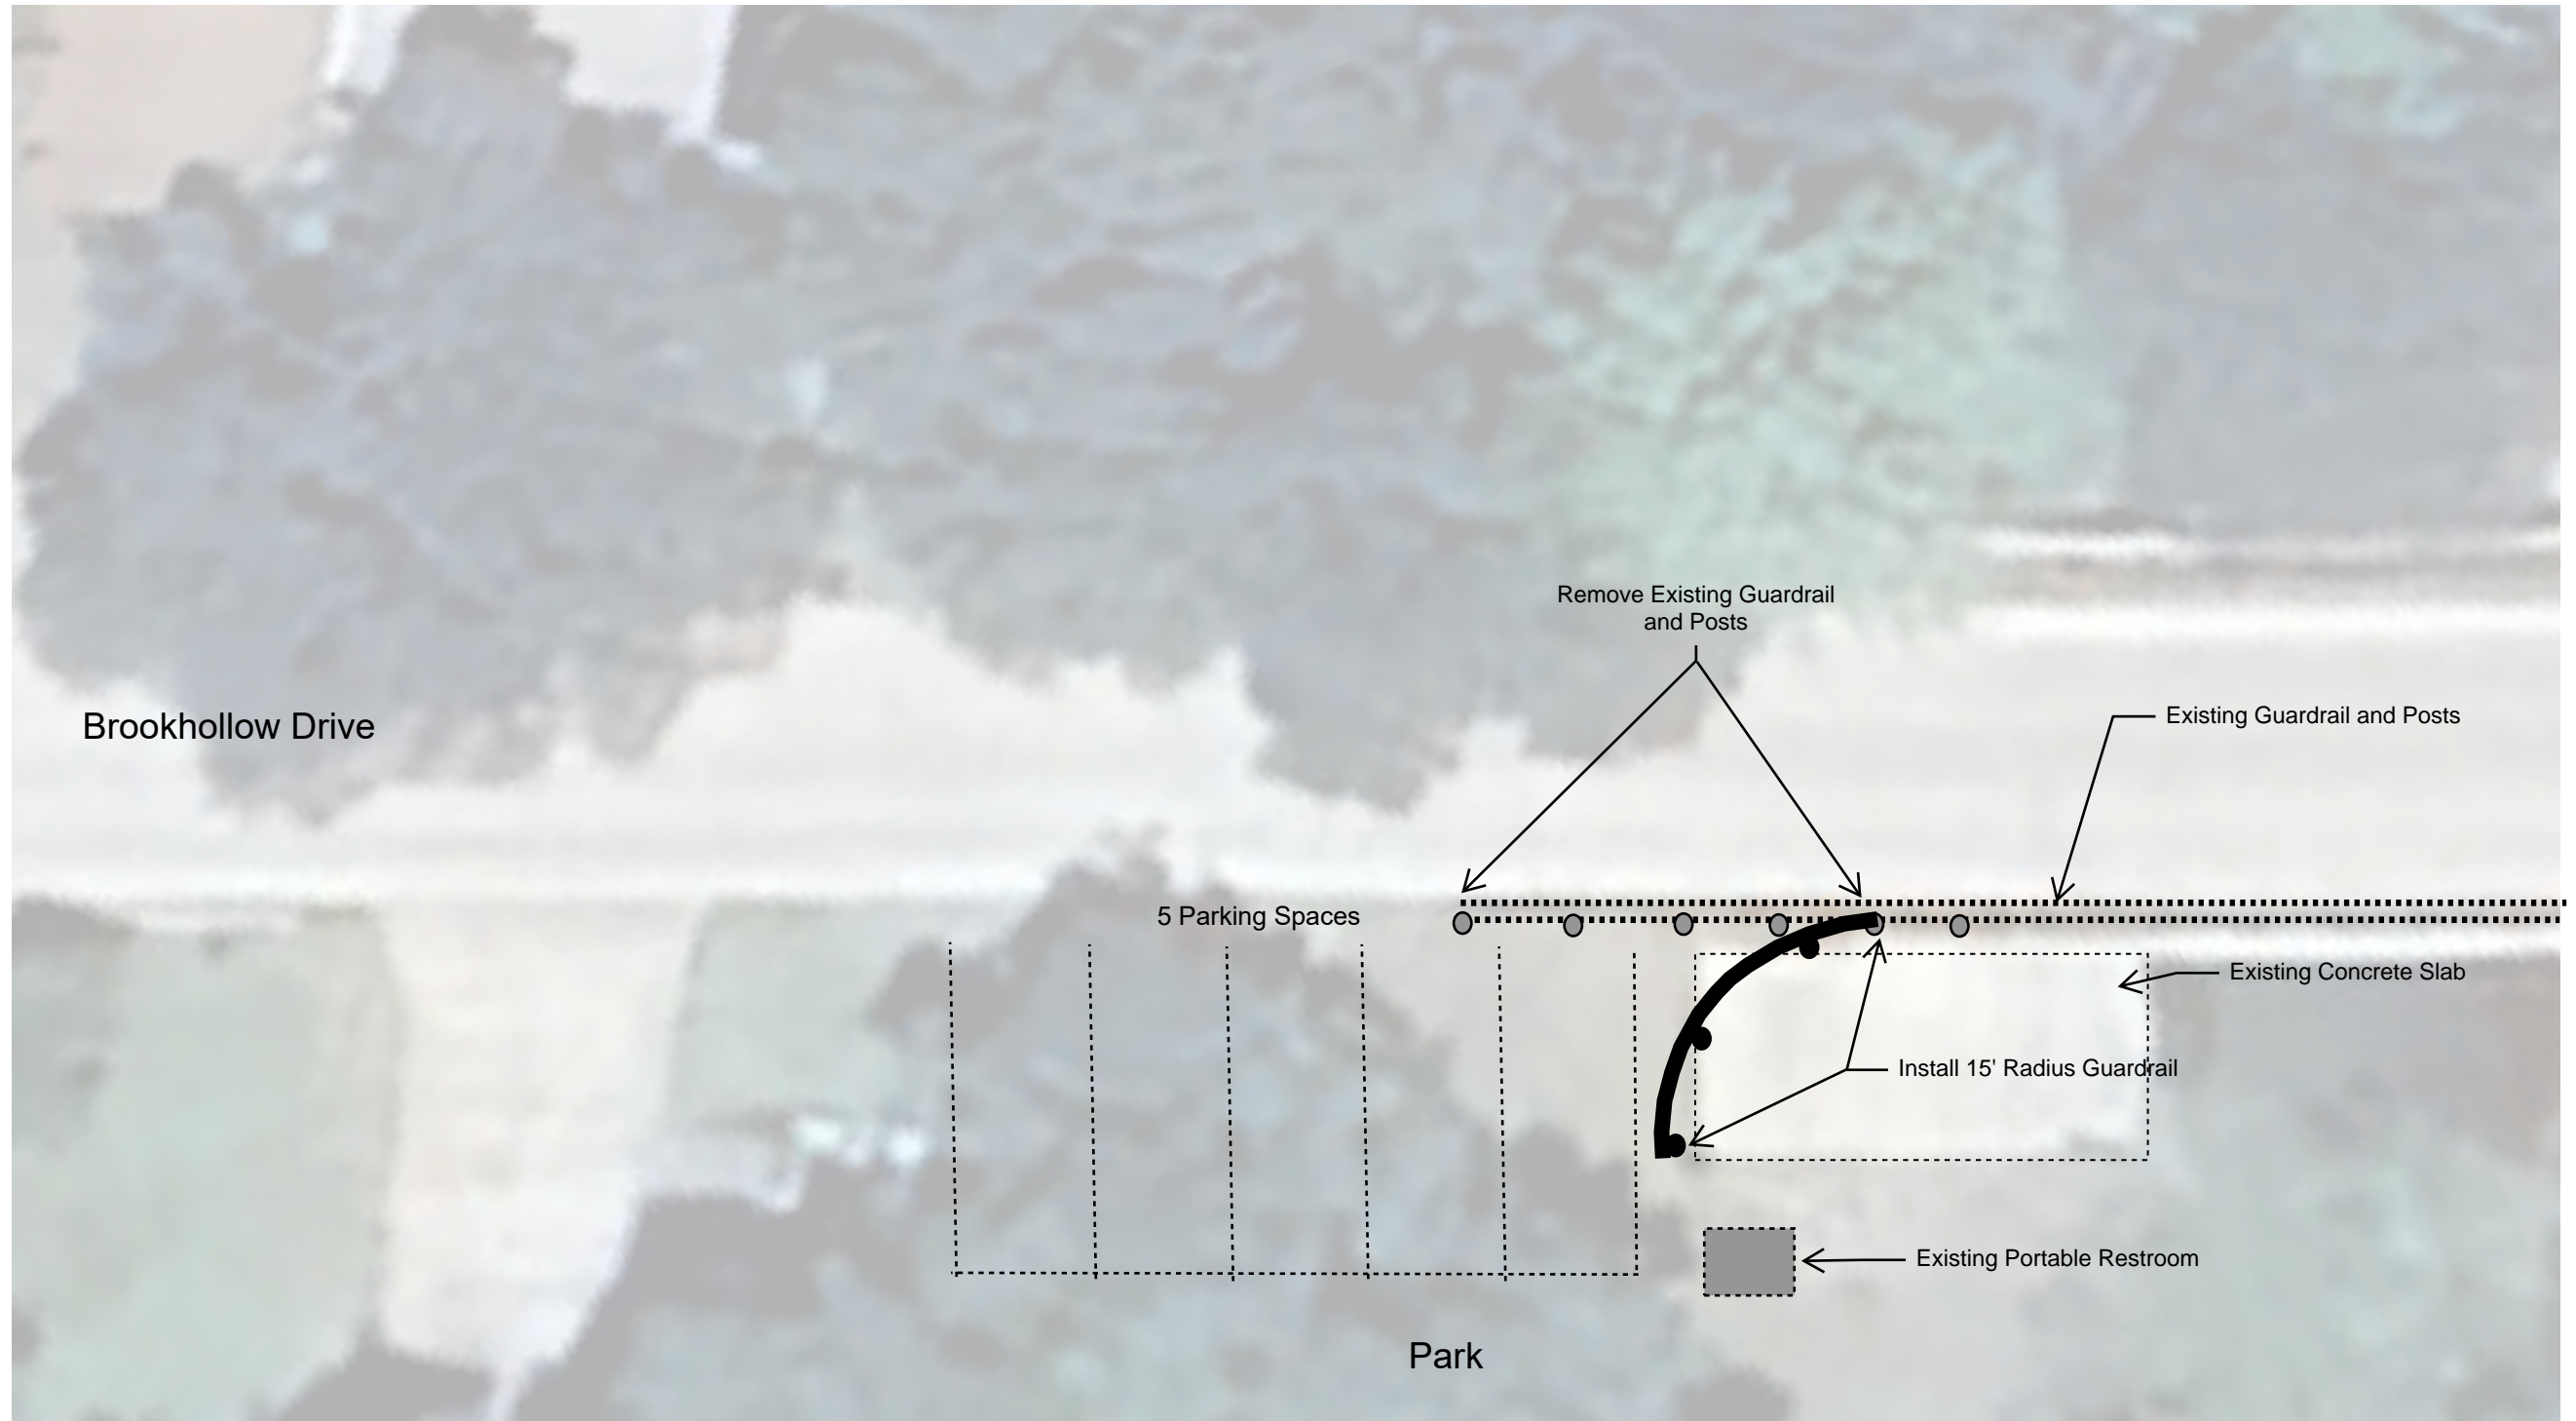 Remove Existing Guardrail
and Posts
Brookhollow Drive
Existing Guardrail and Posts
5 Parking Spaces
Existing Concrete Slab
Install 15' Radius Guardrail
Existing Portable Restroom
Park